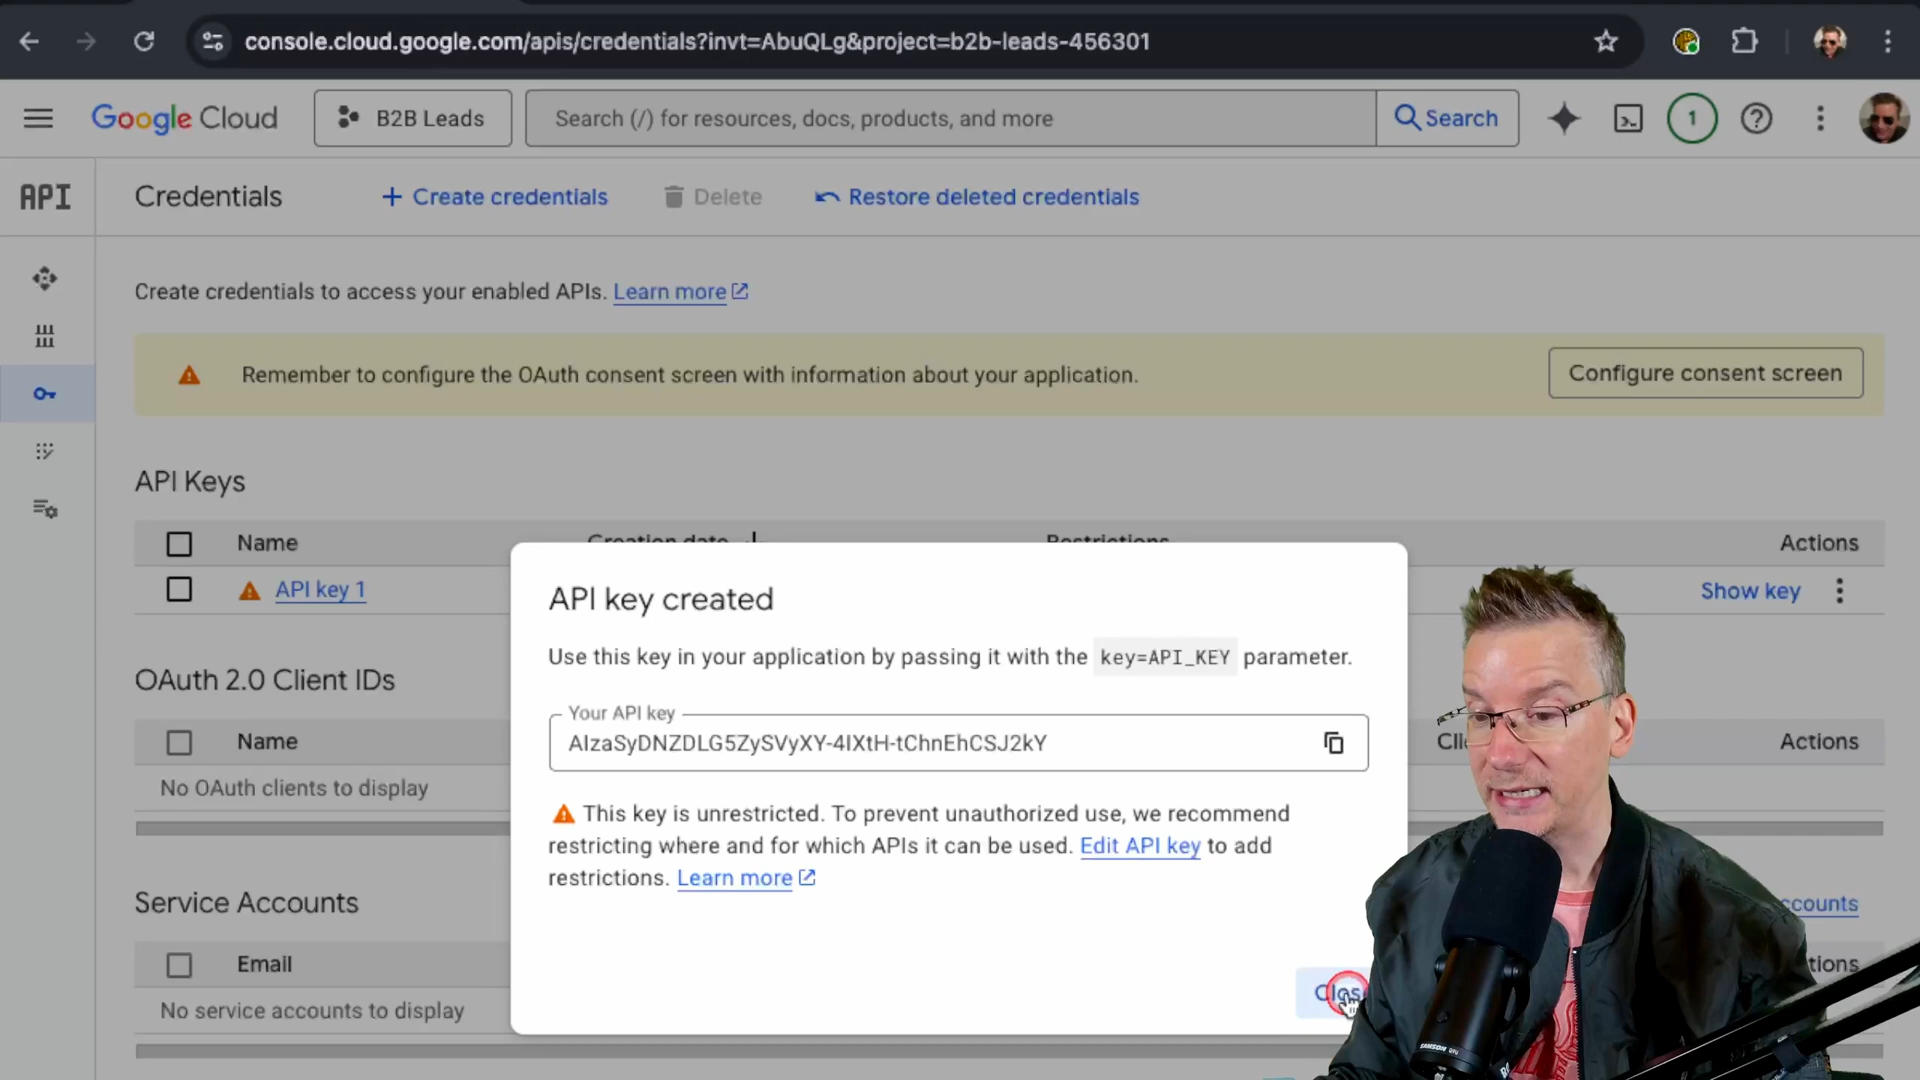 console.cloud.google.com/apis/credentials?invt=AbuQLg&project=b2b-leads-456301
Google Cloud
B2B Leads
Search (/) for resources, docs, products, and more
Search
1
API
Credentials
Create credentials
Delete
Restore deleted credentials
Create credentials to access your enabled APIs. Learn more
Remember to configure the OAuth consent screen with information about your application.
Configure consent screen
API Keys
Name
Creation date
Restrictions
Actions
API key 1
Show key
OAuth 2.0 Client IDs
Name
Actions
No OAuth clients to display
Service Accounts
Email
No service accounts to display
API key created
Use this key in your application by passing it with the key=API_KEY parameter.
Your API key
AIzaSyDNZDLG5ZySVyXY-4IXtH-tChnEhCSJ2kY
This key is unrestricted. To prevent unauthorized use, we recommend
restricting where and for which APIs it can be used. Edit API key to add
restrictions. Learn more
SAMSON